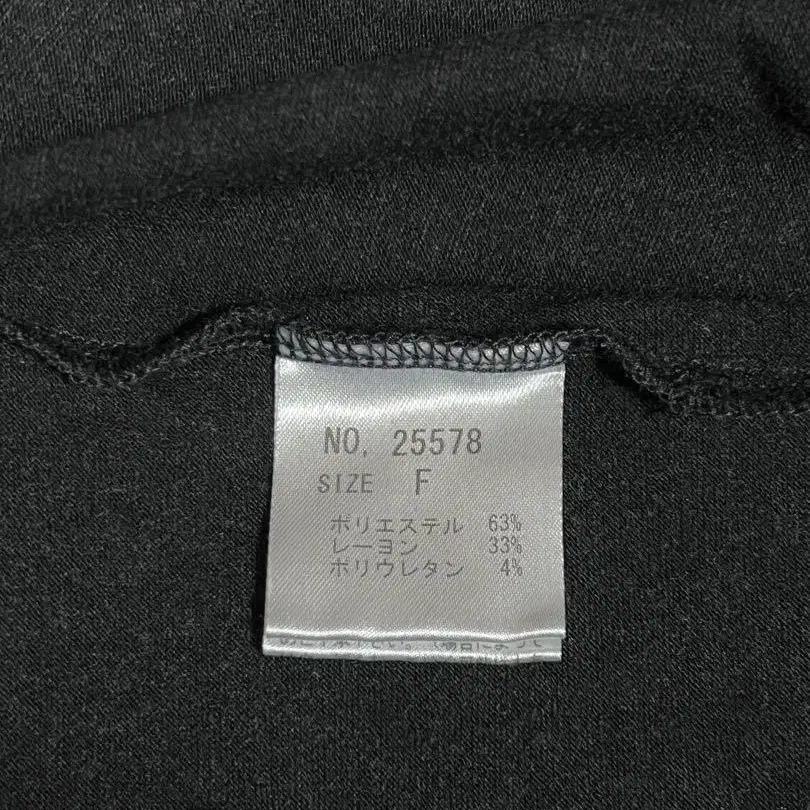 NO. 25578
SIZE F
ポリエステル 63%
レーヨン 33%
ポリウレタン 4%